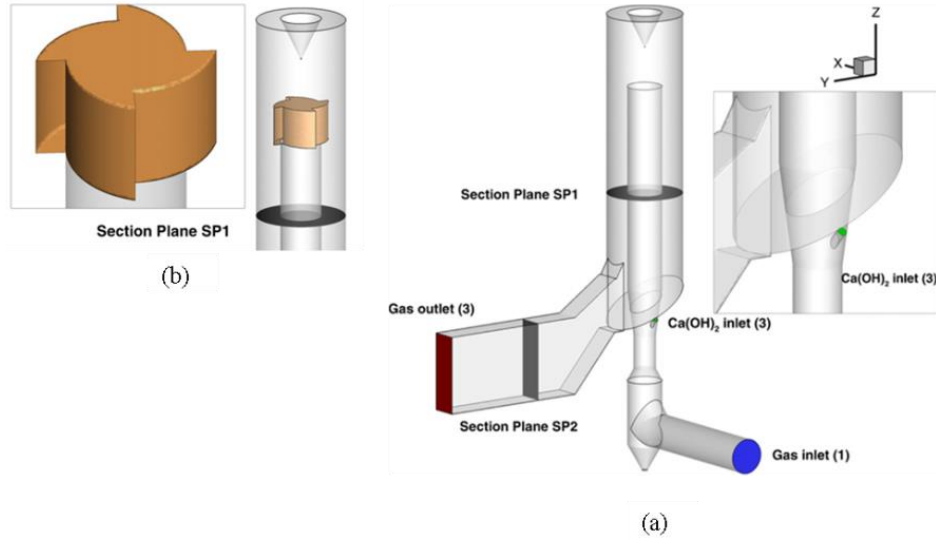 Section Plane SP1
(b)
Z
X
Y
Section Plane SP1
Ca(OH)₂ inlet (3)
Gas outlet (3)
Ca(OH)₂ inlet (3)
Section Plane SP2
Gas inlet (1)
(a)